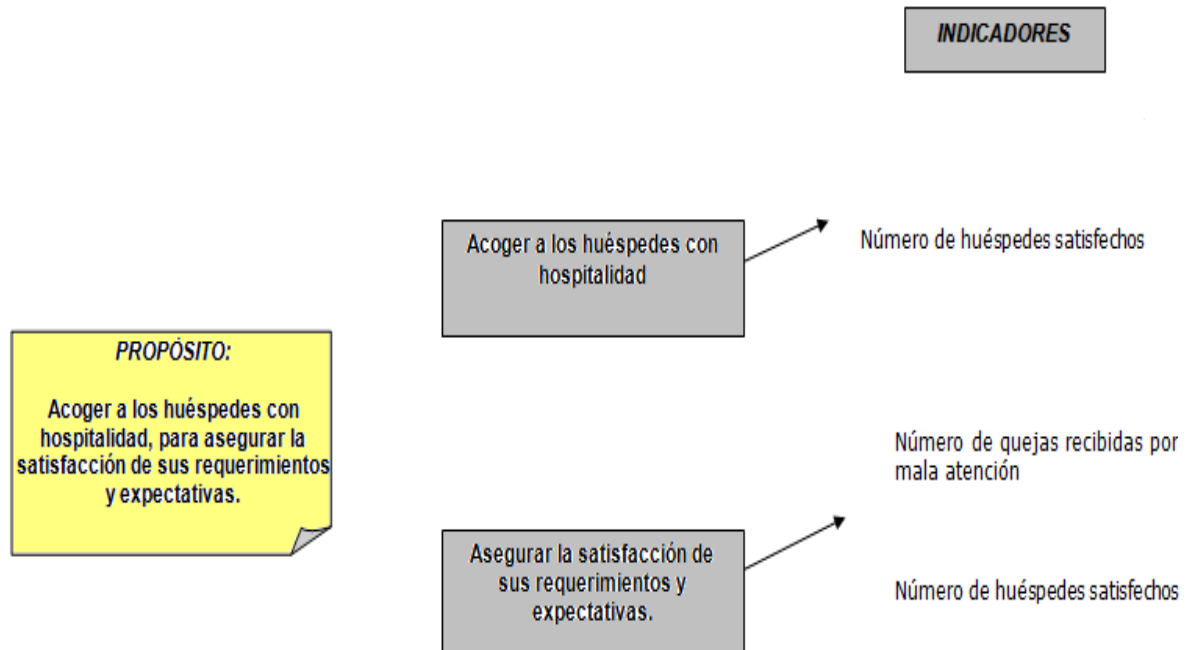 INDICADORES
Acoger a los huéspedes con
hospitalidad
Número de huéspedes satisfechos
PROPÓSITO:
Acoger a los huéspedes con
hospitalidad, para asegurar la
satisfacción de sus requerimientos
y expectativas.
Número de quejas recibidas por
mala atención
Asegurar la satisfacción de
sus requerimientos y
expectativas.
Número de huéspedes satisfechos